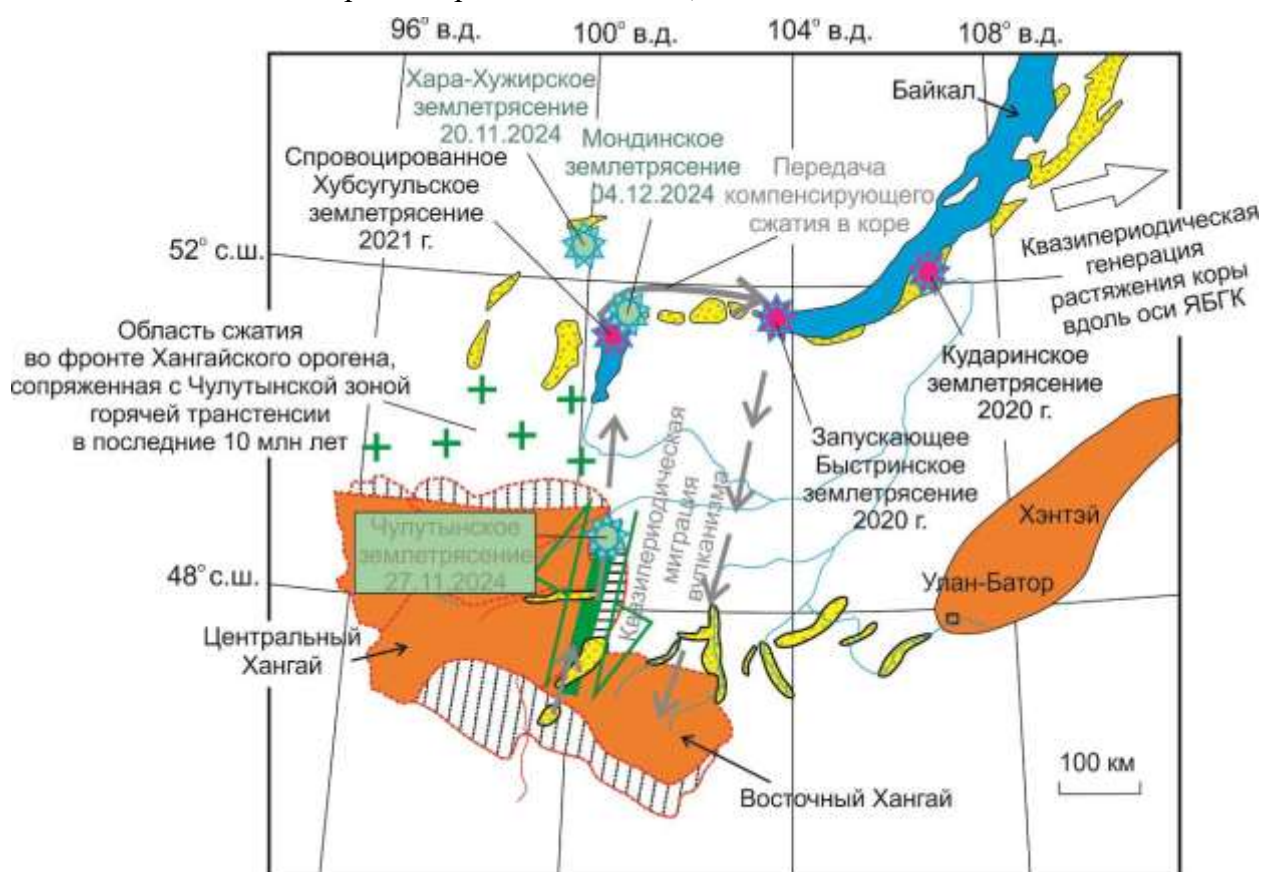 96° в.д.
100° в.д.
104° в.д.
108° в.д.
Хара-Хужирское
землетрясение
20.11.2024
Байкал
Мондинское
землетрясение
04.12.2024
Спровоцированное
Хубсугульское
землетрясение
2021 г.
Передача
компенсирующего
сжатия в коре
52° с.ш.
Квазипериодическая
генерация
растяжения коры
вдоль оси ЯБГК
Область сжатия
во фронте Хангайского орогена,
сопряженная с Чулутынской зоной
горячей транстенсии
в последние 10 млн лет
Кударинское
землетрясение
2020 г.
Запускающее
Быстринское
землетрясение
2020 г.
Квазипериодическая
миграция
вулканизма
Хэнтэй
Чулутынское
землетрясение
27.11.2024
48° с.ш.
Улан-Батор
Центральный
Хангай
100 км
Восточный Хангай